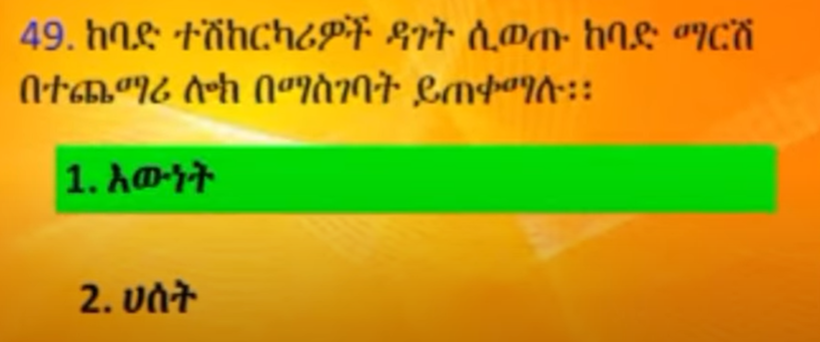 49. ከባድ ተሽከርካሪዎች ዳገት ሲወጡ ከባድ ማርሽ
በተጨማሪ ሎክ በማስገባት ይጠቀማሉ፡፡
1. እውነት
2. ሀሰት